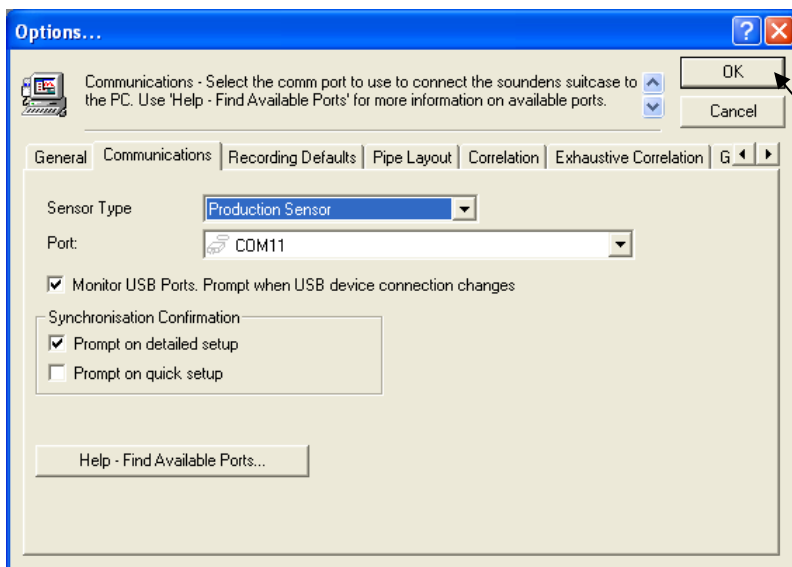 Options...
Communications - Select the comm port to use to connect the soundens suitcase to
the PC. Use 'Help - Find Available Ports' for more information on available ports.
OK
Cancel
General Communications Recording Defaults Pipe Layout Correlation Exhaustive Correlation G
Sensor Type Production Sensor
Port: COM11
Monitor USB Ports. Prompt when USB device connection changes
Synchronisation Confirmation
Prompt on detailed setup
Prompt on quick setup
Help - Find Available Ports...